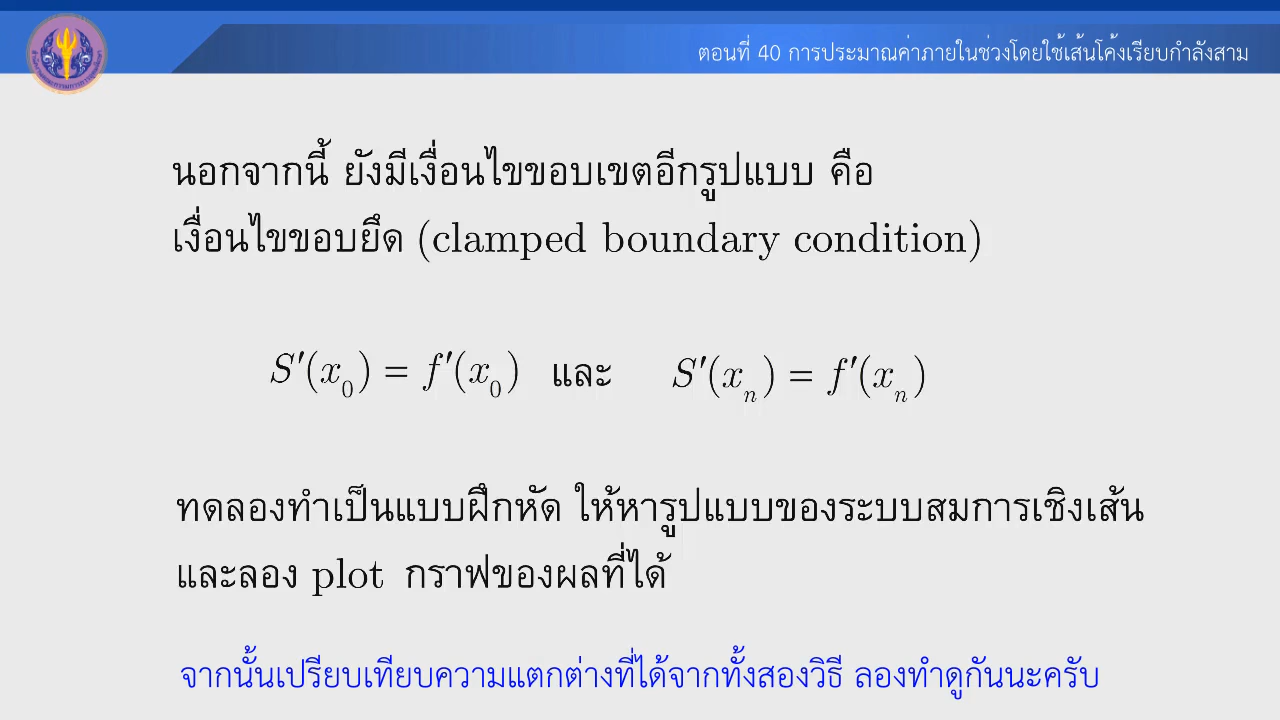 ตอนที่ 40 การประมาณค่าภายในช่วงโดยใช้เส้นโค้งเรียบกำลังสาม
นอกจากนี้ ยังมีเงื่อนไขขอบเขตอีกรูปแบบ คือ
เงื่อนไขขอบยึด (clamped boundary condition)
S′(x₀) = f′(x₀) และ S′(xₙ) = f′(xₙ)
ทดลองทำเป็นแบบฝึกหัด ให้หารูปแบบของระบบสมการเชิงเส้น
และลอง plot กราฟของผลที่ได้
จากนั้นเปรียบเทียบความแตกต่างที่ได้จากทั้งสองวิธี ลองทำดูกันนะครับ